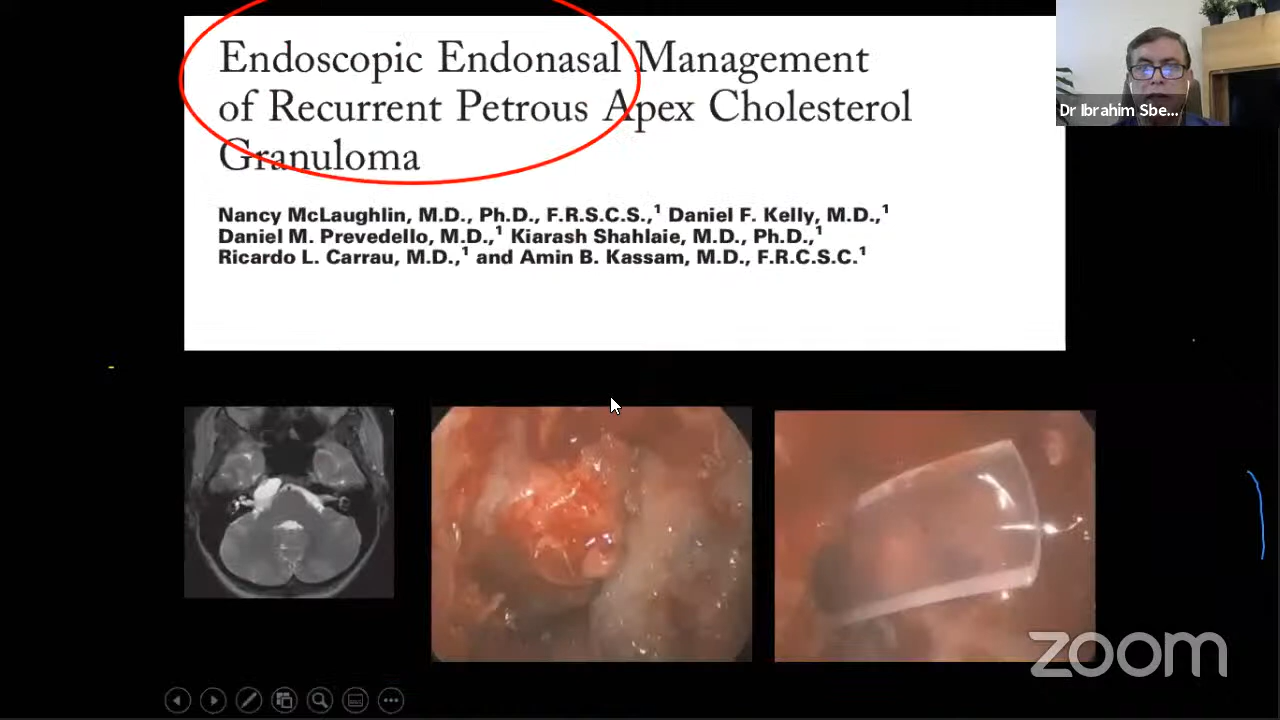 Endoscopic Endonasal Management
of Recurrent Petrous Apex Cholesterol
Granuloma
Nancy McLaughlin, M.D., Ph.D., F.R.S.C.S.,¹ Daniel F. Kelly, M.D.,¹
Daniel M. Prevedello, M.D.,¹ Kiarash Shahlaie, M.D., Ph.D.,¹
Ricardo L. Carrau, M.D.,¹ and Amin B. Kassam, M.D., F.R.C.S.C.¹
Dr Ibrahim Sbe...
zoom